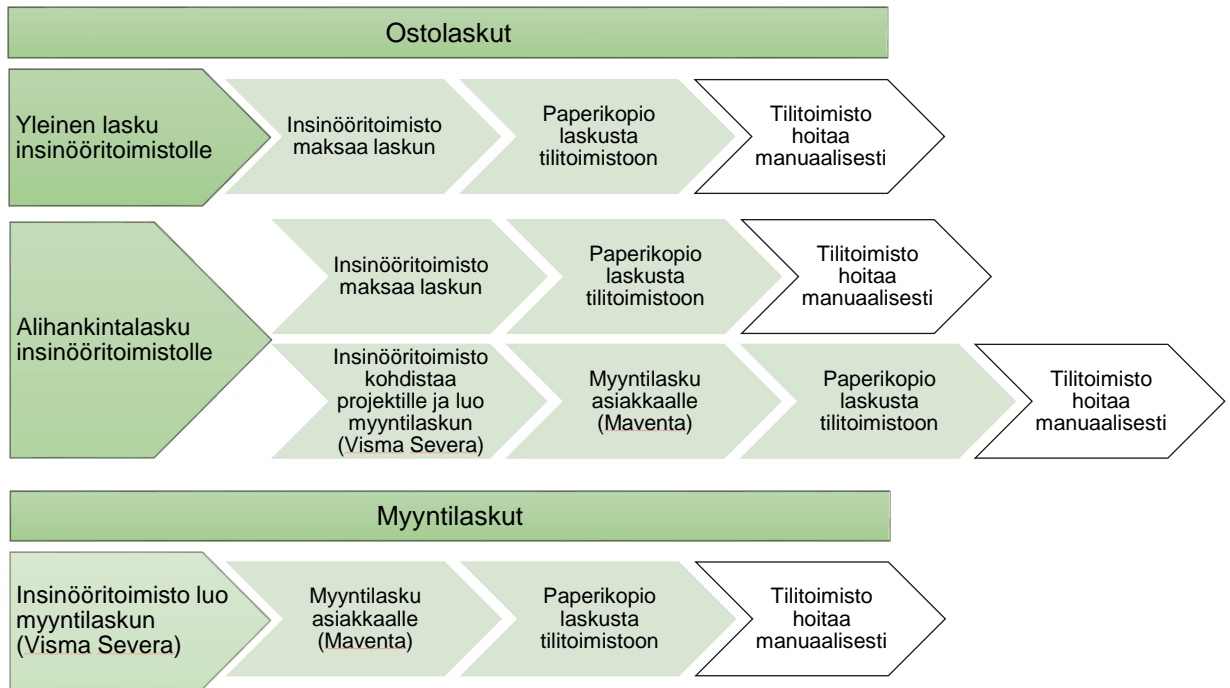 Ostolaskut
Yleinen lasku
insinööritoimistolle
Insinööritoimisto
maksaa laskun
Paperikopio
laskusta
tilitoimistoon
Tilitoimisto
hoitaa
manuaalisesti
Alihankintalasku
insinööritoimistolle
Insinööritoimisto
maksaa laskun
Paperikopio
laskusta
tilitoimistoon
Tilitoimisto
hoitaa
manuaalisesti
Insinööritoimisto
kohdistaa
projektille ja luo
myyntilaskun
(Visma Severa)
Myyntilasku
asiakkaalle
(Maventa)
Paperikopio
laskusta
tilitoimistoon
Tilitoimisto
hoitaa
manuaalisesti
Myyntilaskut
Insinööritoimisto luo
myyntilaskun
(Visma Severa)
Myyntilasku
asiakkaalle
(Maventa)
Paperikopio
laskusta
tilitoimistoon
Tilitoimisto
hoitaa
manuaalisesti